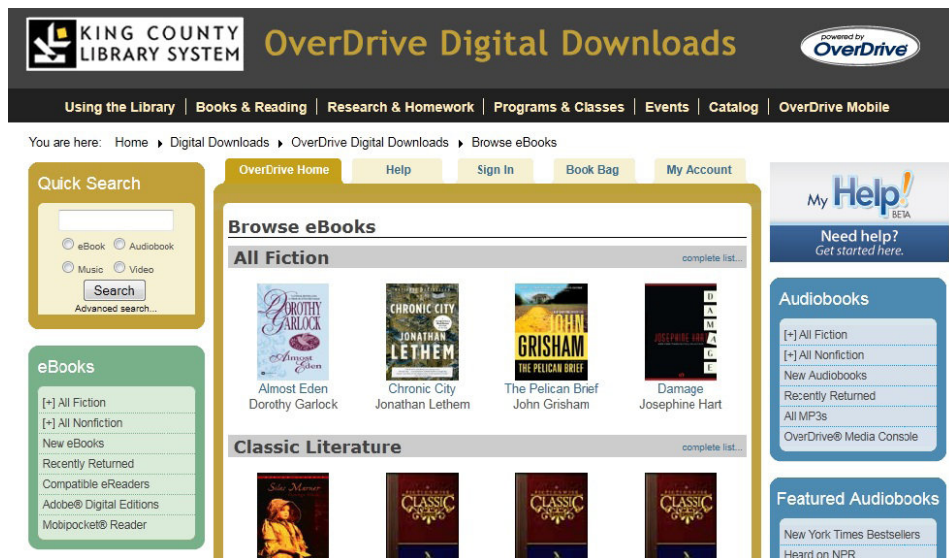 KING COUNTY
LIBRARY SYSTEM
OverDrive Digital Downloads
powered by
OverDrive
Using the Library | Books & Reading | Research & Homework | Programs & Classes | Events | Catalog | OverDrive Mobile
You are here: Home ▸ Digital Downloads ▸ OverDrive Digital Downloads ▸ Browse eBooks
Quick Search
eBook Audiobook
Music Video
Search
Advanced search...
eBooks
[+] All Fiction
[+] All Nonfiction
New eBooks
Recently Returned
Compatible eReaders
Adobe® Digital Editions
Mobipocket® Reader
OverDrive Home Help Sign In Book Bag My Account
Browse eBooks
All Fiction complete list...
DOROTHY
GARLOCK
Almost
Eden
CHRONIC CITY
JONATHAN
LETHEM
JOHN
GRISHAM
THE PELICAN BRIEF
JOSEPHINE HART
DAMAGE
Almost Eden Chronic City The Pelican Brief Damage
Dorothy Garlock Jonathan Lethem John Grisham Josephine Hart
Classic Literature complete list...
Silas Marner
FICTIONWISE
CLASSIC
FICTIONWISE
CLASSIC
FICTIONWISE
CLASSIC
My Help!
BETA
Need help?
Get started here.
Audiobooks
[+] All Fiction
[+] All Nonfiction
New Audiobooks
Recently Returned
All MP3s
OverDrive® Media Console
Featured Audiobooks
New York Times Bestsellers
Heard on NPR